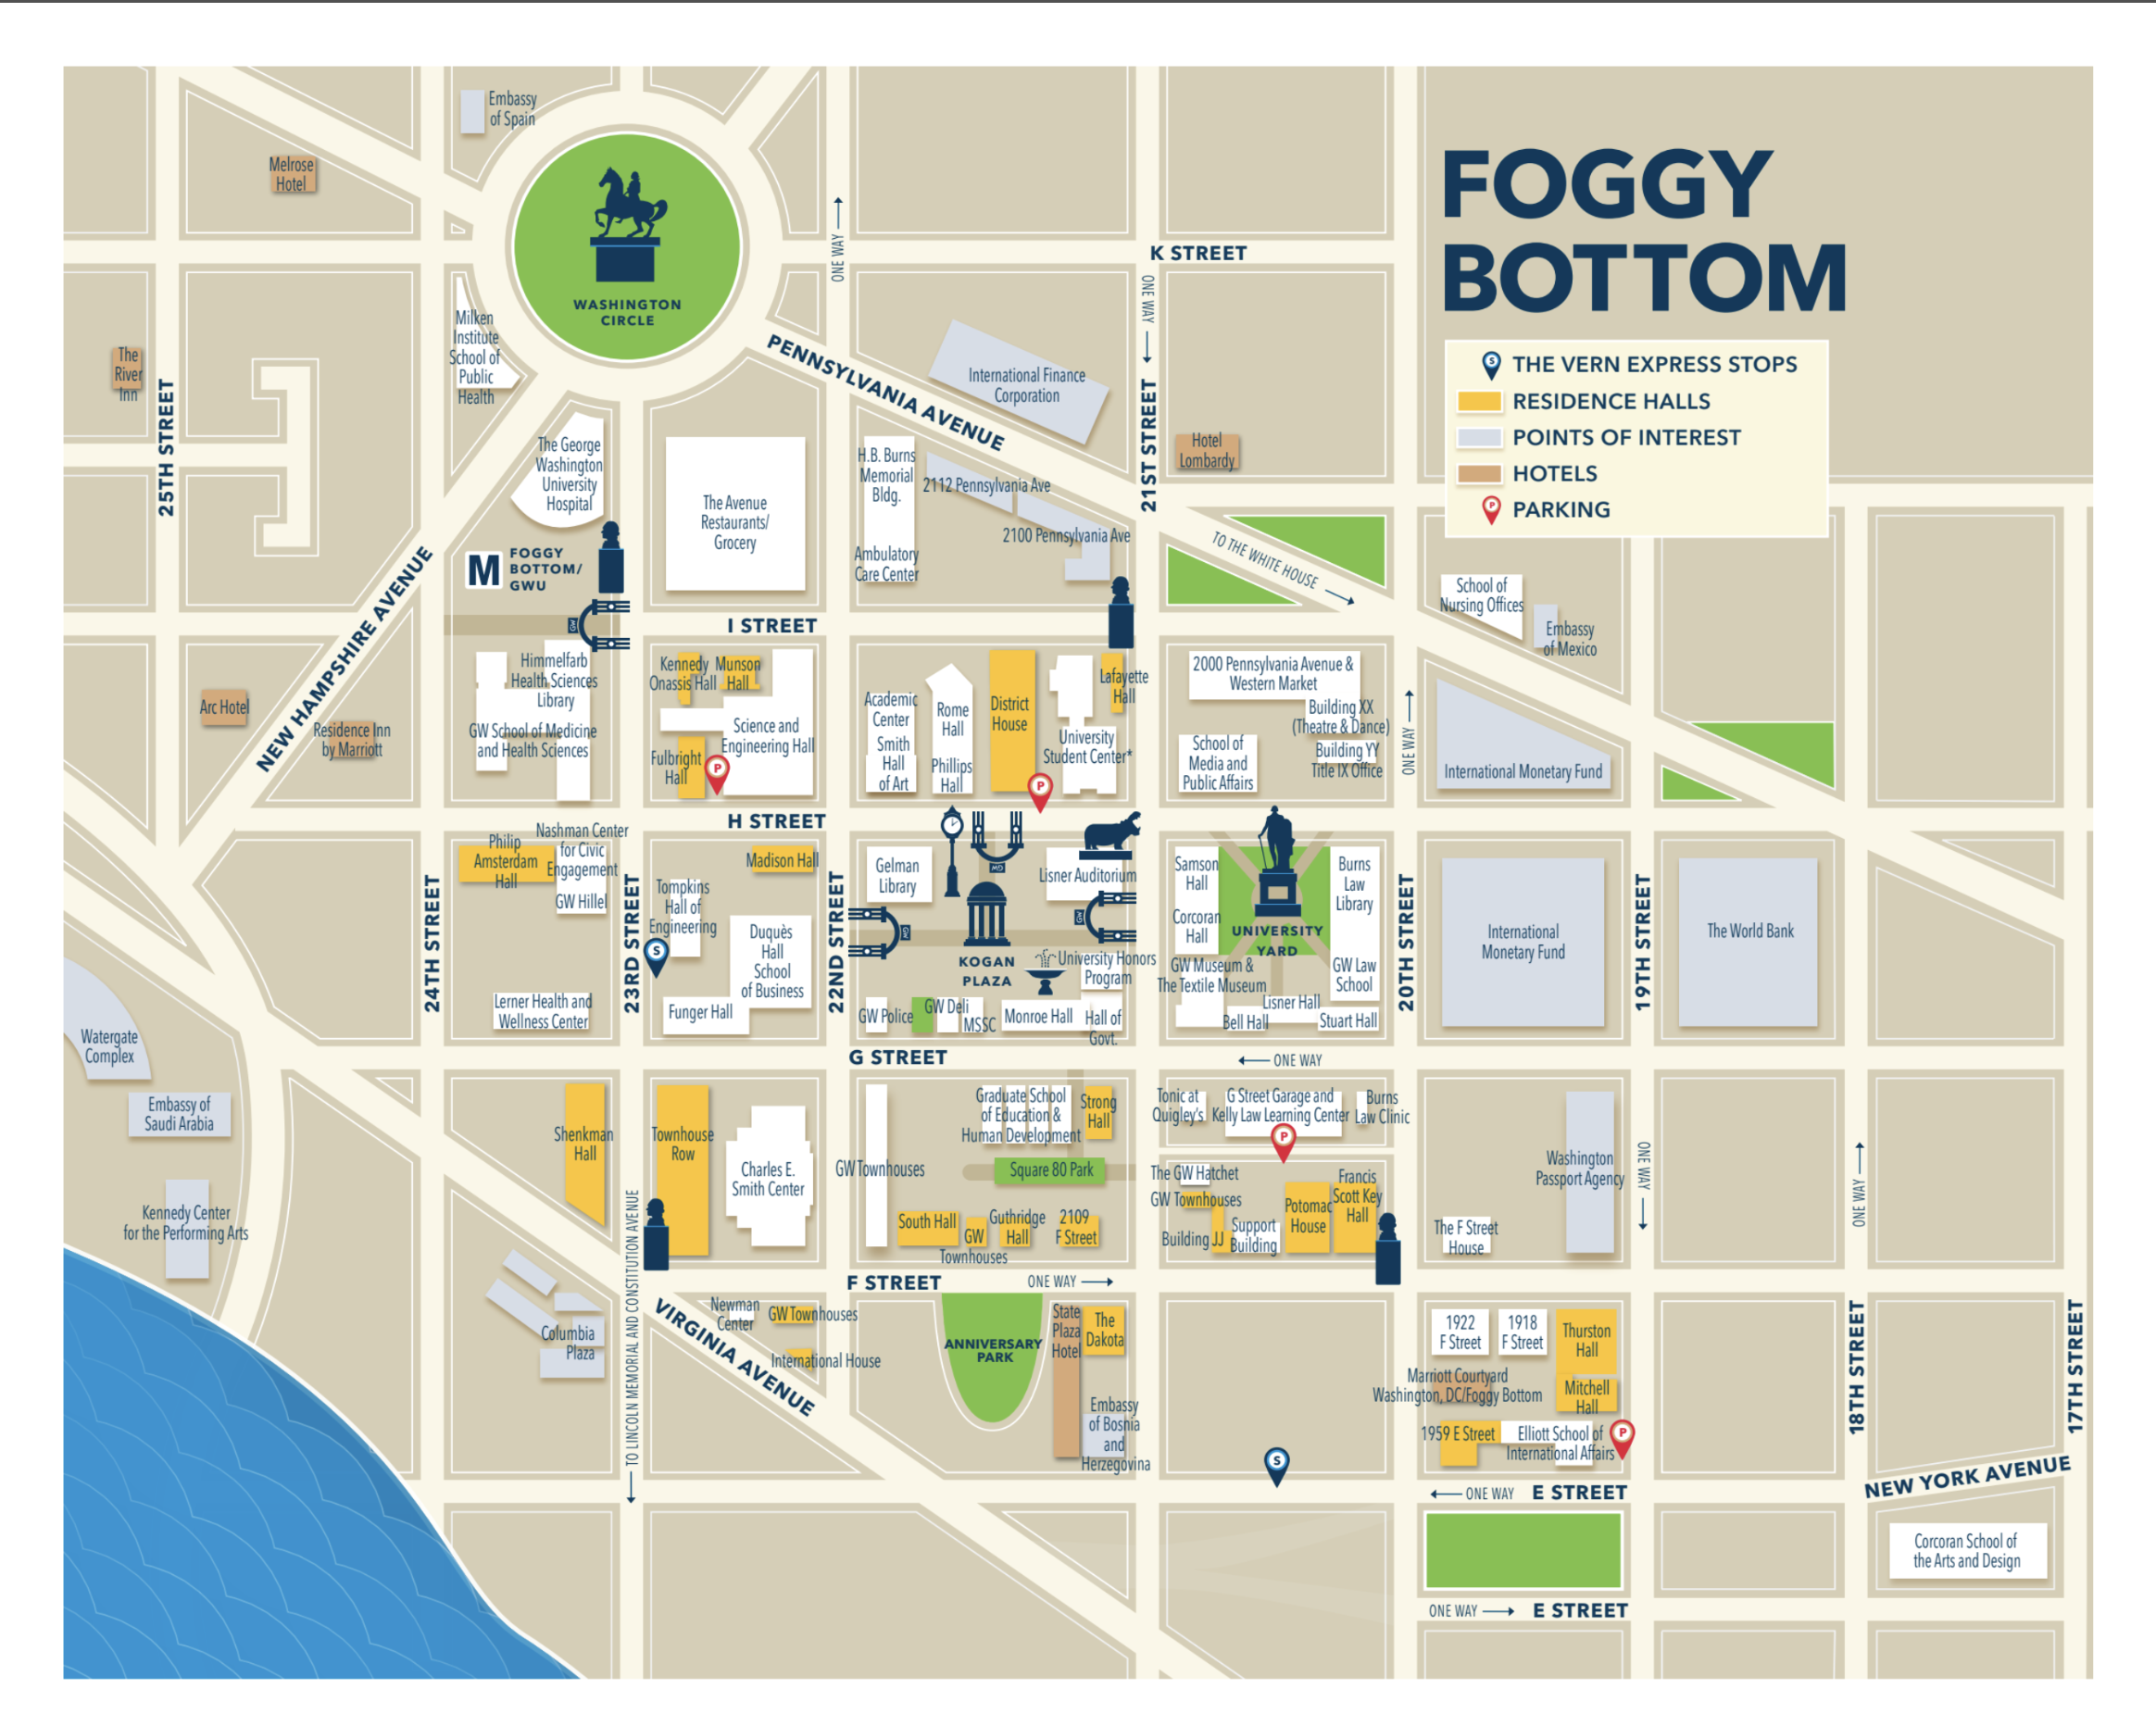 FOGGY
BOTTOM
THE VERN EXPRESS STOPS
RESIDENCE HALLS
POINTS OF INTEREST
HOTELS
PARKING
Embassy
of Spain
Melrose
Hotel
WASHINGTON
CIRCLE
ONE WAY
K STREET
ONE WAY
Milken
Institute
School of
Public
Health
The
River
Inn
25TH STREET
PENNSYLVANIA AVENUE
International Finance
Corporation
21ST STREET
Hotel
Lombardy
The George
Washington
University
Hospital
The Avenue
Restaurants/
Grocery
H.B. Burns
Memorial
Bldg.
Ambulatory
Care Center
2112 Pennsylvania Ave
2100 Pennsylvania Ave
TO THE WHITE HOUSE
M
FOGGY
BOTTOM/
GWU
GW
School of
Nursing Offices
Embassy
of Mexico
I STREET
NEW HAMPSHIRE AVENUE
Arc Hotel
Residence Inn
by Marriott
Himmelfarb
Health Sciences
Library
GW School of Medicine
and Health Sciences
Kennedy
Onassis Hall
Munson
Hall
Science and
Engineering Hall
Fulbright
Hall
P
Academic
Center
Smith
Hall
of Art
Rome
Hall
Phillips
Hall
District
House
P
University
Student Center*
Lafayette
Hall
2000 Pennsylvania Avenue &
Western Market
Building XX
(Theatre & Dance)
Building YY
Title IX Office
School of
Media and
Public Affairs
ONE WAY
International Monetary Fund
H STREET
Philip
Amsterdam
Hall
Nashman Center
for Civic
Engagement
GW Hillel
24TH STREET
Lerner Health and
Wellness Center
23RD STREET
Madison Hall
Tompkins
Hall of
Engineering
S
Duquès
Hall
School
of Business
Funger Hall
22ND STREET
Gelman
Library
GW
GW
GW
KOGAN
PLAZA
Lisner Auditorium
University Honors
Program
GW Police
GW Deli
MSSC
Monroe Hall
Hall of
Govt.
Samson
Hall
Corcoran
Hall
UNIVERSITY
YARD
Burns
Law
Library
GW Law
School
GW Museum &
The Textile Museum
Lisner Hall
Bell Hall
Stuart Hall
20TH STREET
International
Monetary Fund
19TH STREET
The World Bank
Watergate
Complex
Embassy of
Saudi Arabia
Kennedy Center
for the Performing Arts
G STREET
ONE WAY
Shenkman
Hall
Townhouse
Row
Charles E.
Smith Center
GW Townhouses
Graduate School
of Education &
Human Development
Strong
Hall
Square 80 Park
South Hall
GW
Townhouses
Guthridge
Hall
2109
F Street
Tonic at
Quigley's
G Street Garage and
Kelly Law Learning Center
Burns
Law Clinic
P
The GW Hatchet
GW Townhouses
Building JJ
Support
Building
Potomac
House
Francis
Scott Key
Hall
Washington
Passport Agency
The F Street
House
ONE WAY
ONE WAY
F STREET
ONE WAY
TO LINCOLN MEMORIAL AND CONSTITUTION AVENUE
VIRGINIA AVENUE
Columbia
Plaza
Newman
Center
GW Townhouses
International House
ANNIVERSARY
PARK
State
Plaza
Hotel
The
Dakota
Embassy
of Bosnia
and
Herzegovina
S
1922
F Street
1918
F Street
Thurston
Hall
Marriott Courtyard
Washington, DC/Foggy Bottom
Mitchell
Hall
1959 E Street
Elliott School of
International Affairs
P
18TH STREET
17TH STREET
NEW YORK AVENUE
ONE WAY
E STREET
Corcoran School of
the Arts and Design
ONE WAY
E STREET